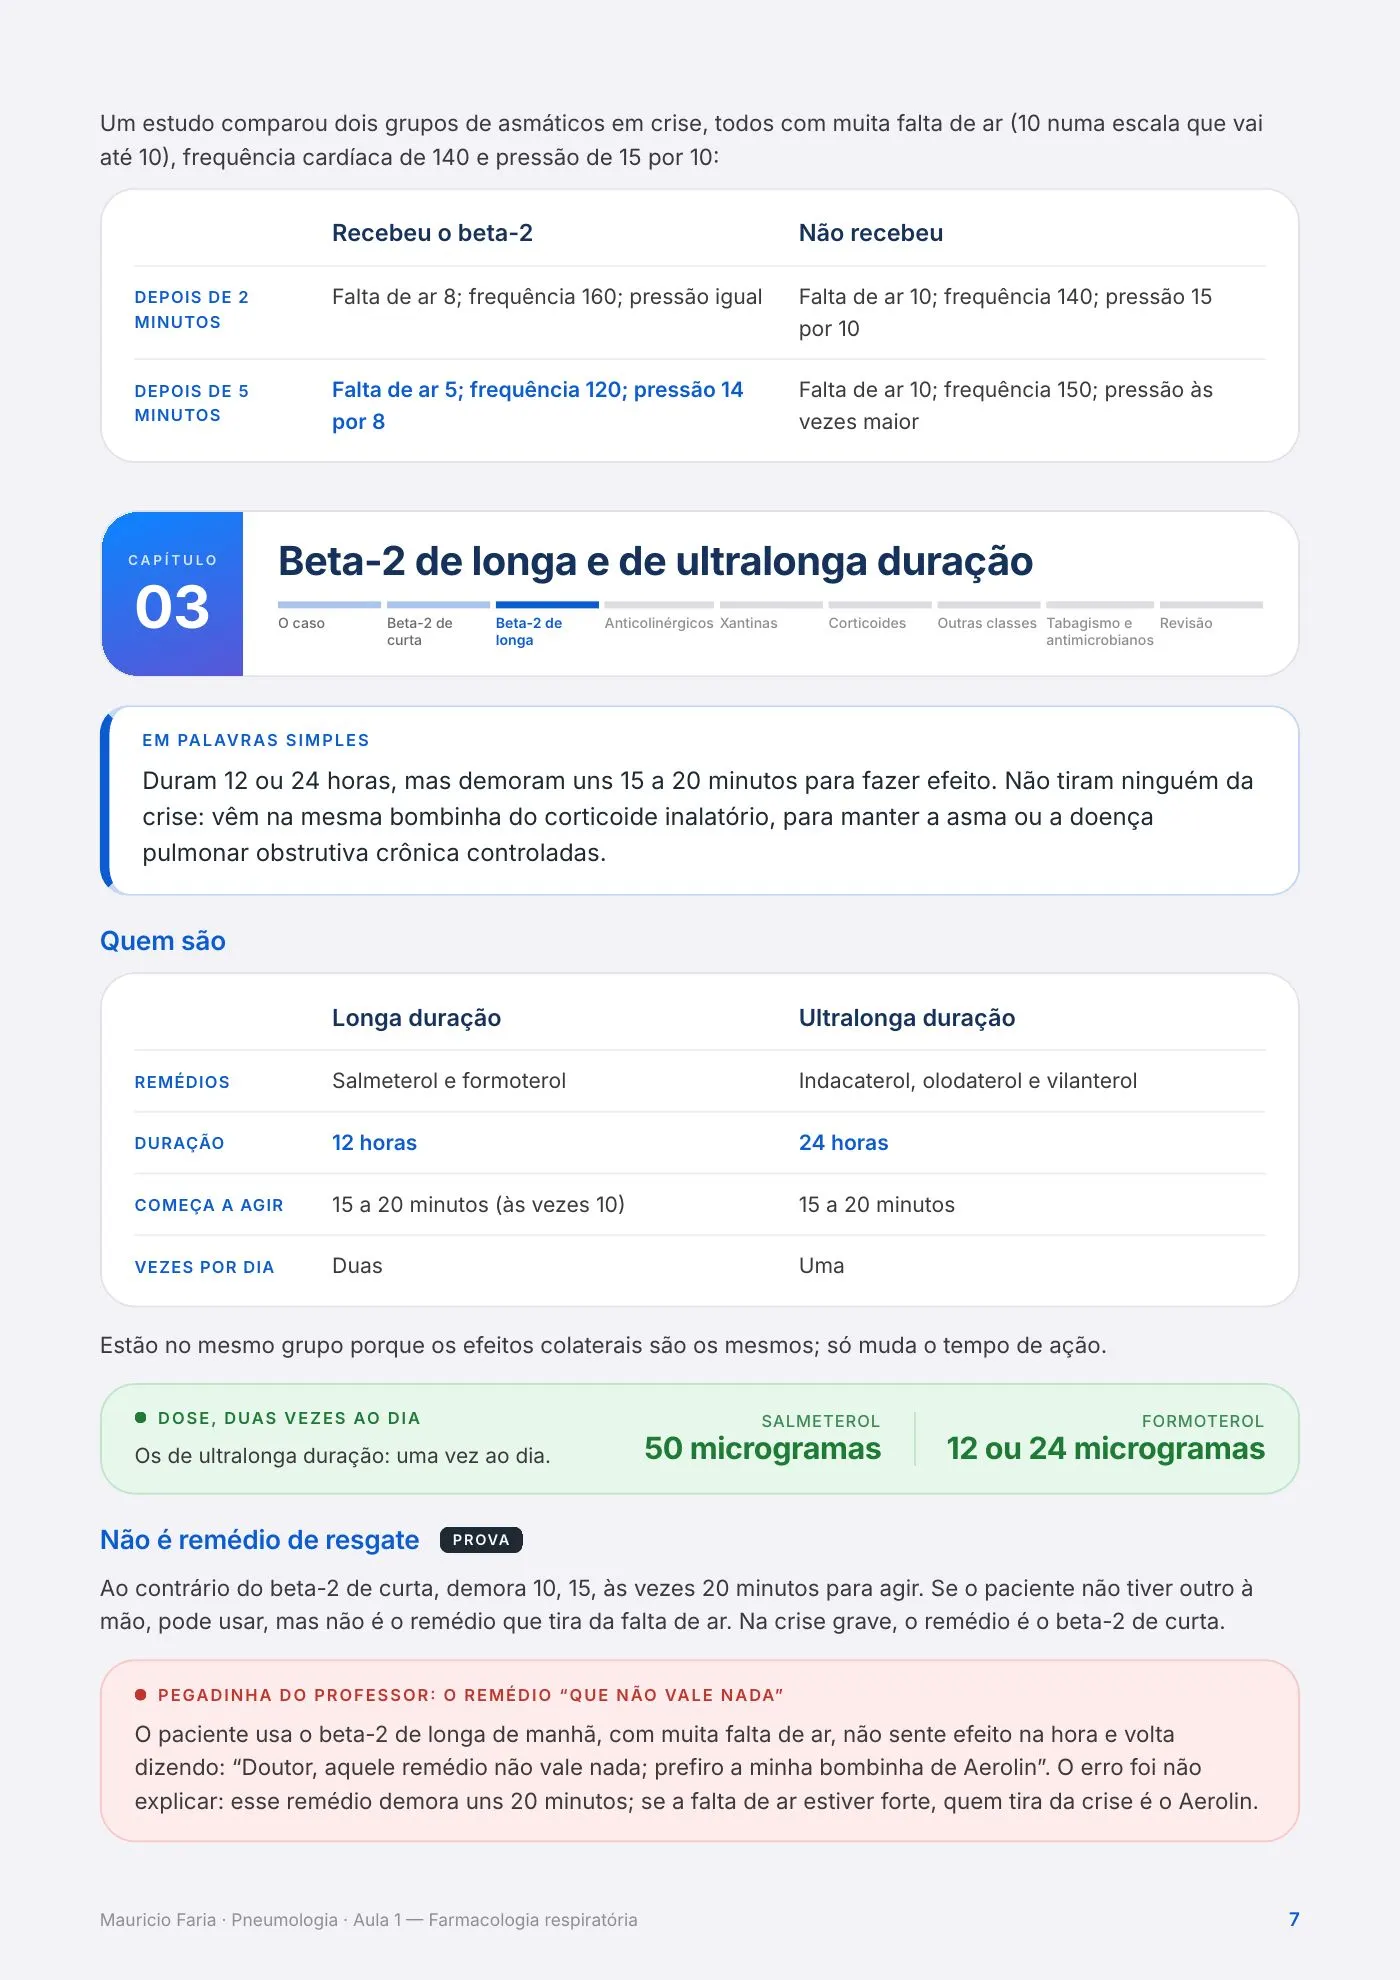 Um estudo comparou dois grupos de asmáticos em crise, todos com muita falta de ar (10 numa escala que vai
até 10), frequência cardíaca de 140 e pressão de 15 por 10:
Recebeu o beta-2
Não recebeu
DEPOIS DE 2
MINUTOS
Falta de ar 8; frequência 160; pressão igual
Falta de ar 10; frequência 140; pressão 15
por 10
DEPOIS DE 5
MINUTOS
Falta de ar 5; frequência 120; pressão 14
por 8
Falta de ar 10; frequência 150; pressão às
vezes maior
CAPÍTULO
03
Beta-2 de longa e de ultralonga duração
O caso
Beta-2 de
curta
Beta-2 de
longa
Anticolinérgicos
Xantinas
Corticoides
Outras classes
Tabagismo e
antimicrobianos
Revisão
EM PALAVRAS SIMPLES
Duram 12 ou 24 horas, mas demoram uns 15 a 20 minutos para fazer efeito. Não tiram ninguém da
crise: vêm na mesma bombinha do corticoide inalatório, para manter a asma ou a doença
pulmonar obstrutiva crônica controladas.
Quem são
Longa duração
Ultralonga duração
REMÉDIOS
Salmeterol e formoterol
Indacaterol, olodaterol e vilanterol
DURAÇÃO
12 horas
24 horas
COMEÇA A AGIR
15 a 20 minutos (às vezes 10)
15 a 20 minutos
VEZES POR DIA
Duas
Uma
Estão no mesmo grupo porque os efeitos colaterais são os mesmos; só muda o tempo de ação.
DOSE, DUAS VEZES AO DIA
Os de ultralonga duração: uma vez ao dia.
SALMETEROL
50 microgramas
FORMOTEROL
12 ou 24 microgramas
Não é remédio de resgate
PROVA
Ao contrário do beta-2 de curta, demora 10, 15, às vezes 20 minutos para agir. Se o paciente não tiver outro à
mão, pode usar, mas não é o remédio que tira da falta de ar. Na crise grave, o remédio é o beta-2 de curta.
PEGADINHA DO PROFESSOR: O REMÉDIO “QUE NÃO VALE NADA”
O paciente usa o beta-2 de longa de manhã, com muita falta de ar, não sente efeito na hora e volta
dizendo: “Doutor, aquele remédio não vale nada; prefiro a minha bombinha de Aerolin”. O erro foi não
explicar: esse remédio demora uns 20 minutos; se a falta de ar estiver forte, quem tira da crise é o Aerolin.
Mauricio Faria · Pneumologia · Aula 1 — Farmacologia respiratória
7